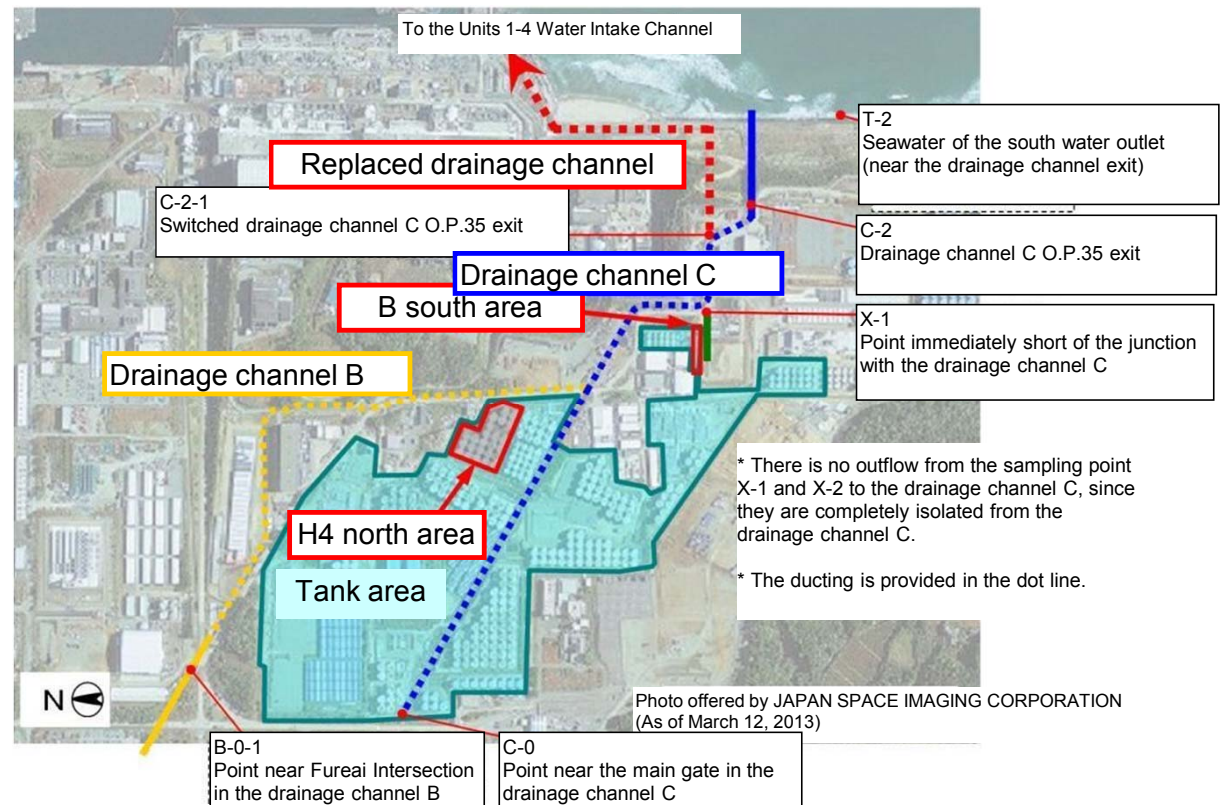 To the Units 1-4 Water Intake Channel
T-2
Seawater of the south water outlet
(near the drainage channel exit)
Replaced drainage channel
C-2-1
Switched drainage channel C O.P.35 exit
C-2
Drainage channel C O.P.35 exit
Drainage channel C
B south area
X-1
Point immediately short of the junction
with the drainage channel C
Drainage channel B
* There is no outflow from the sampling point
X-1 and X-2 to the drainage channel C, since
they are completely isolated from the
drainage channel C.
* The ducting is provided in the dot line.
H4 north area
Tank area
N
Photo offered by JAPAN SPACE IMAGING CORPORATION
(As of March 12, 2013)
B-0-1
Point near Fureai Intersection
in the drainage channel B
C-0
Point near the main gate in the
drainage channel C